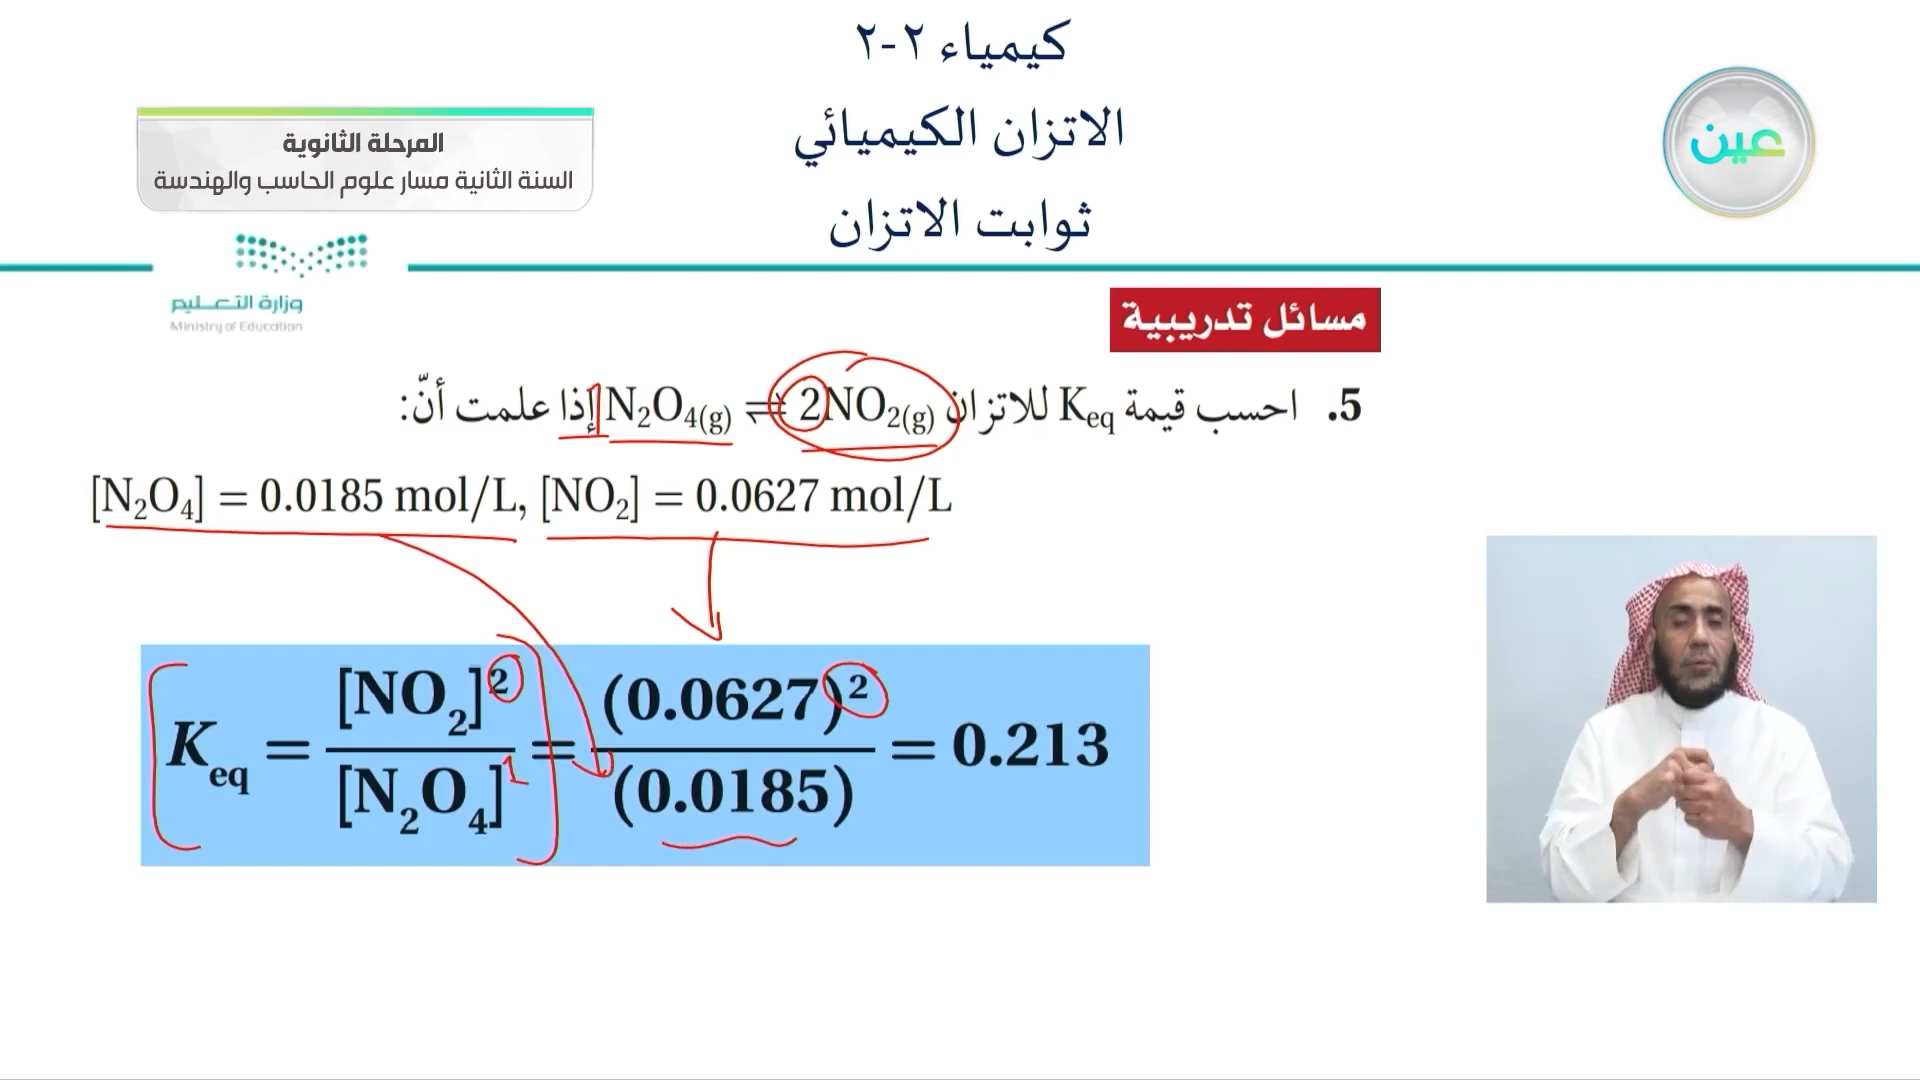 كيمياء ٢-٢
الاتزان الكيميائي
ثوابت الاتزان
عين
المرحلة الثانوية
السنة الثانية مسار علوم الحاسب والهندسة
وزارة التعليم
Ministry of Education
مسائل تدريبية
5. احسب قيمة Keq للاتزان N₂O₄(g) ⇌ 2NO₂(g) إذا علمت أنّ:
1
[N₂O₄] = 0.0185 mol/L, [NO₂] = 0.0627 mol/L
Keq = [NO₂]² / [N₂O₄]¹ = (0.0627)² / (0.0185) = 0.213